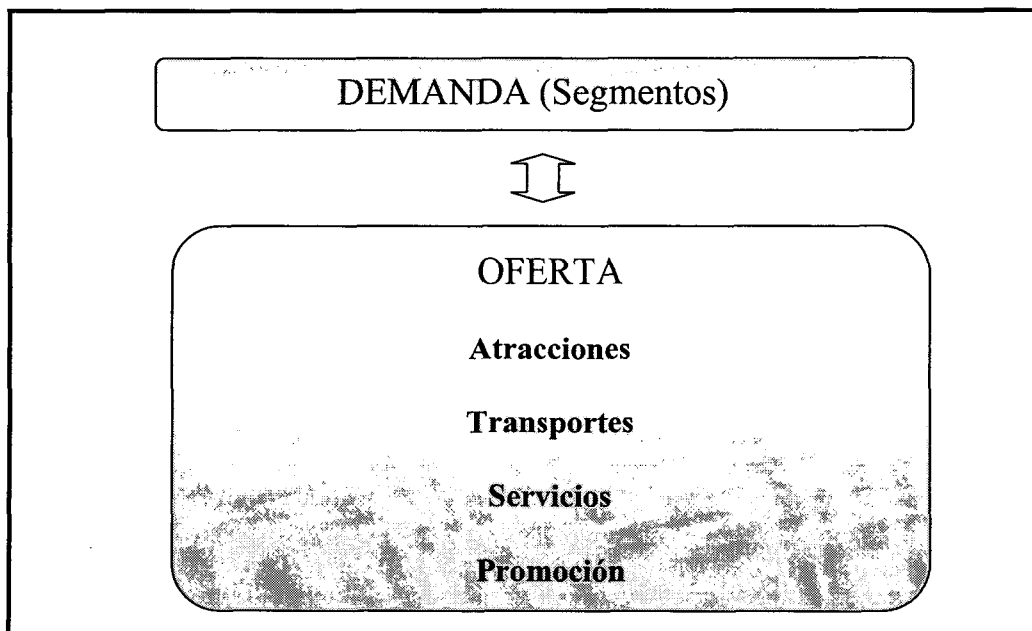 DEMANDA (Segmentos)
OFERTA
Atracciones
Transportes
Servicios
Promoción